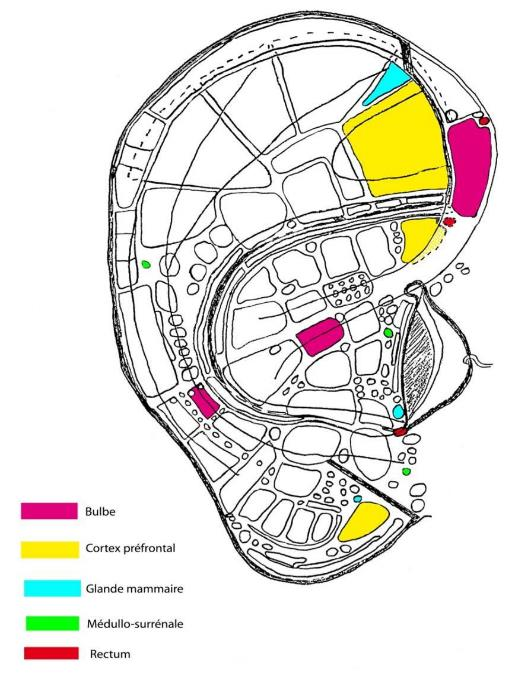 Bulbe
Cortex préfrontal
Glande mammaire
Médullo-surrénale
Rectum